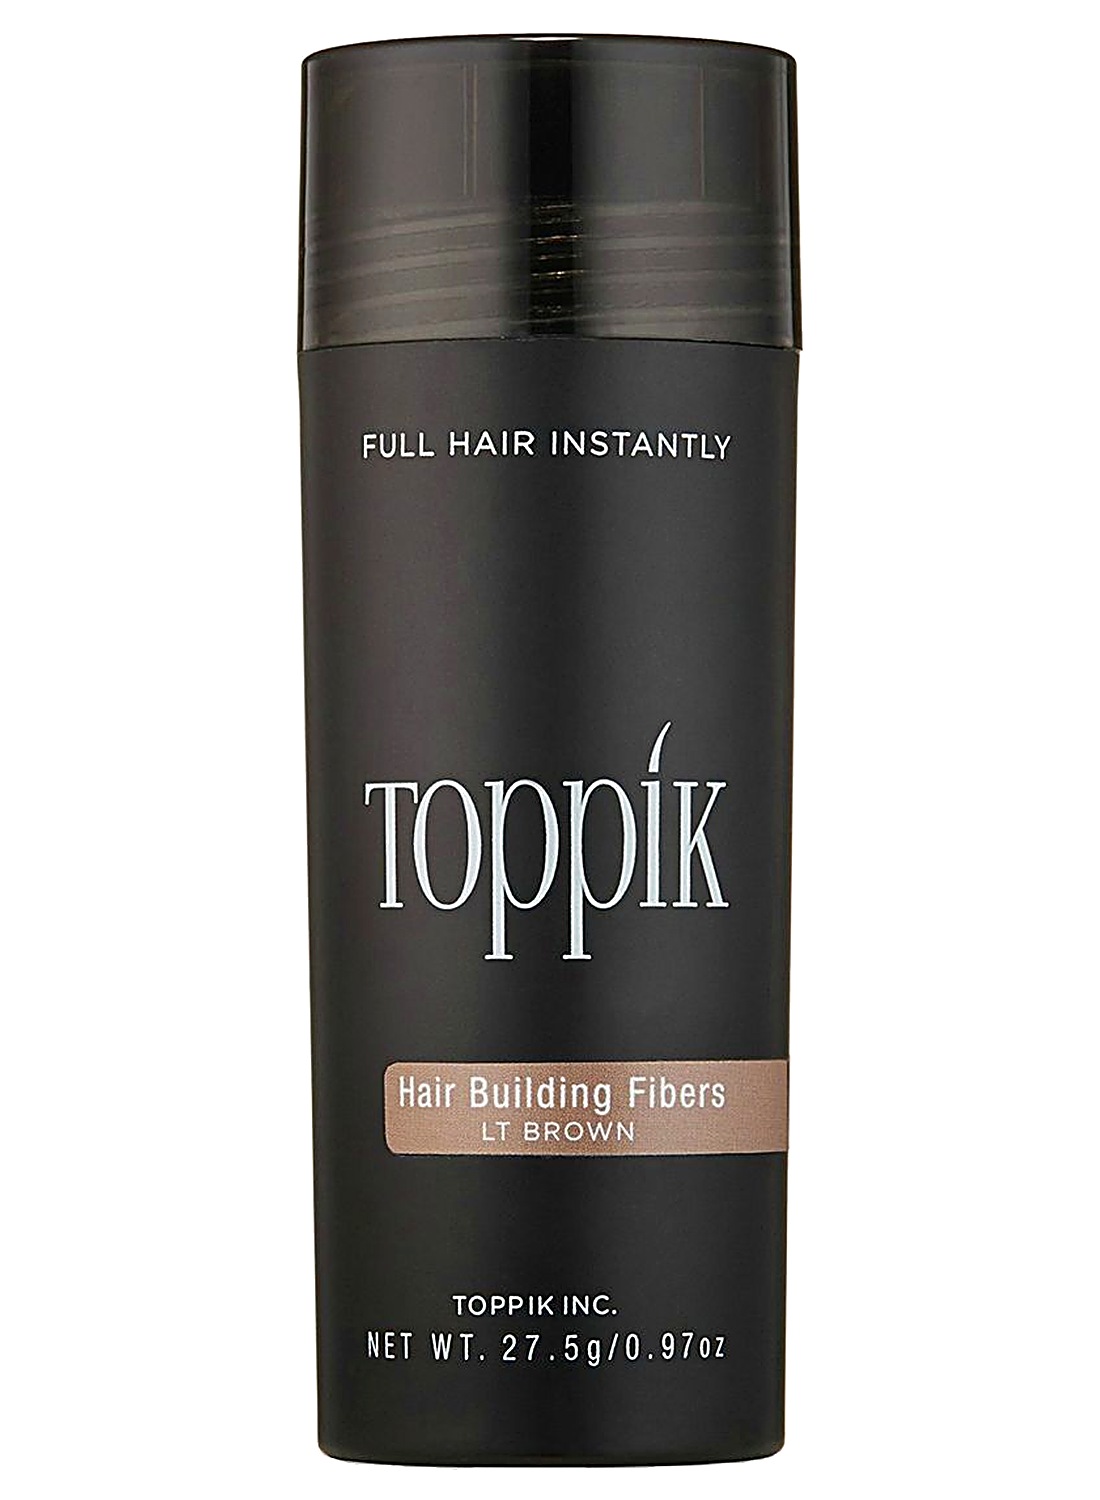 FULL HAIR INSTANTLY
Toppik
Hair Building Fibers
LT BROWN
TOPPIK INC.
NET WT. 27.5g/0.97oz